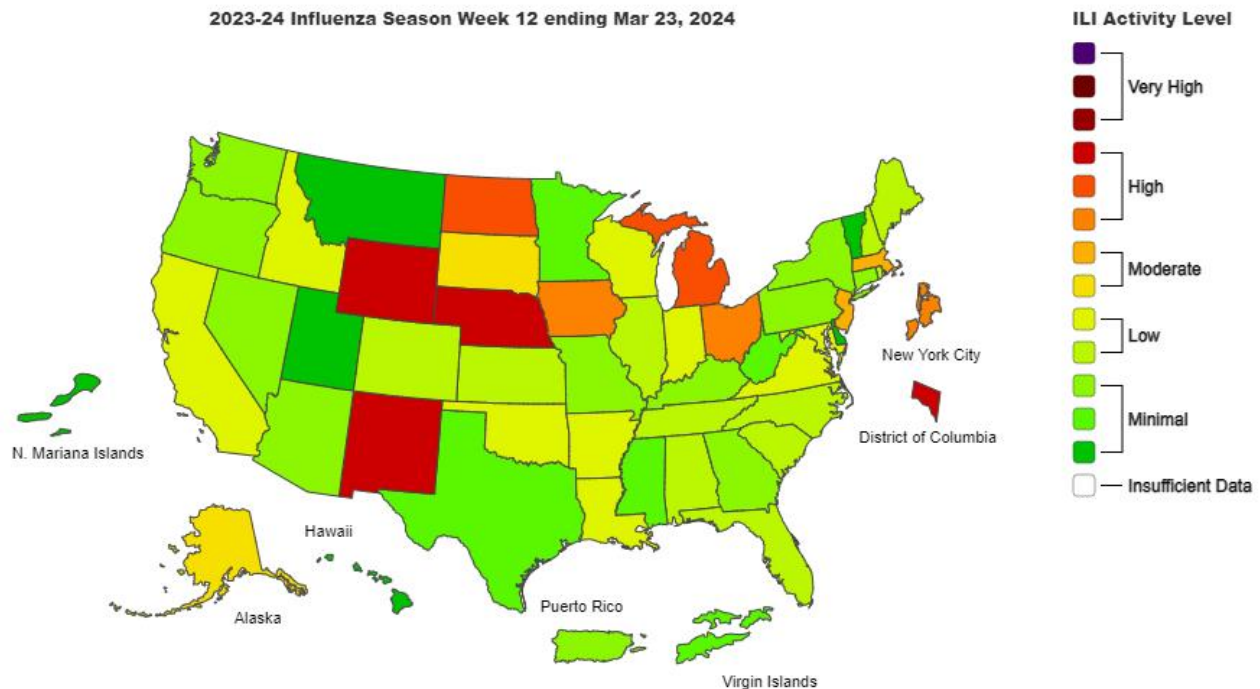 2023-24 Influenza Season Week 12 ending Mar 23, 2024
ILI Activity Level
Very High
High
Moderate
Low
Minimal
Insufficient Data
New York City
District of Columbia
N. Mariana Islands
Hawaii
Alaska
Puerto Rico
Virgin Islands